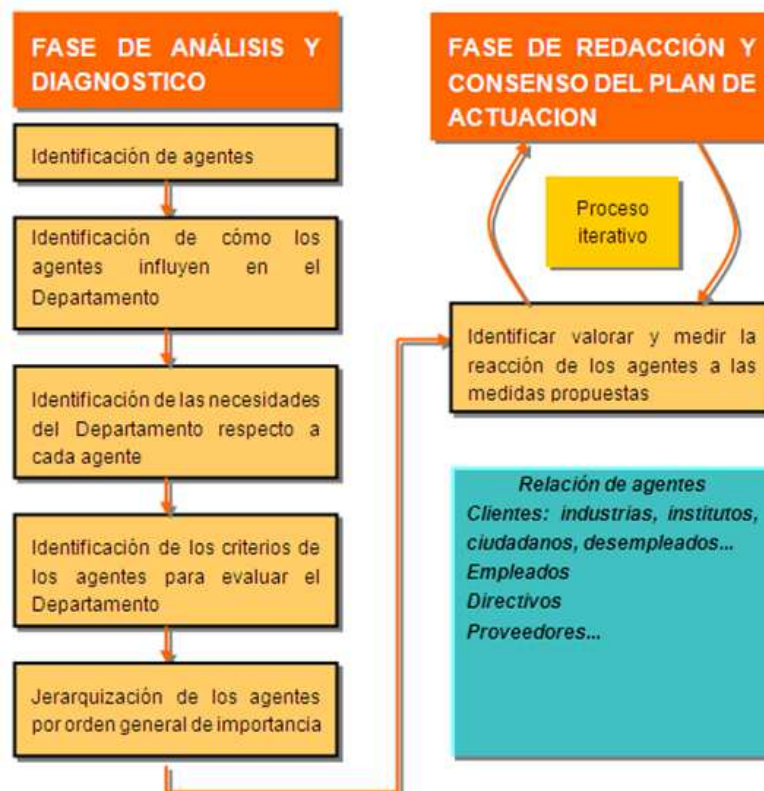 FASE DE ANÁLISIS Y
DIAGNOSTICO
Identificación de agentes
Identificación de cómo los
agentes influyen en el
Departamento
Identificación de las necesidades
del Departamento respecto a
cada agente
Identificación de los criterios de
los agentes para evaluar el
Departamento
Jerarquización de los agentes
por orden general de importancia
FASE DE REDACCIÓN Y
CONSENSO DEL PLAN DE
ACTUACION
Proceso
iterativo
Identificar valorar y medir la
reacción de los agentes a las
medidas propuestas
Relación de agentes
Clientes: industrias, institutos,
ciudadanos, desempleados...
Empleados
Directivos
Proveedores...